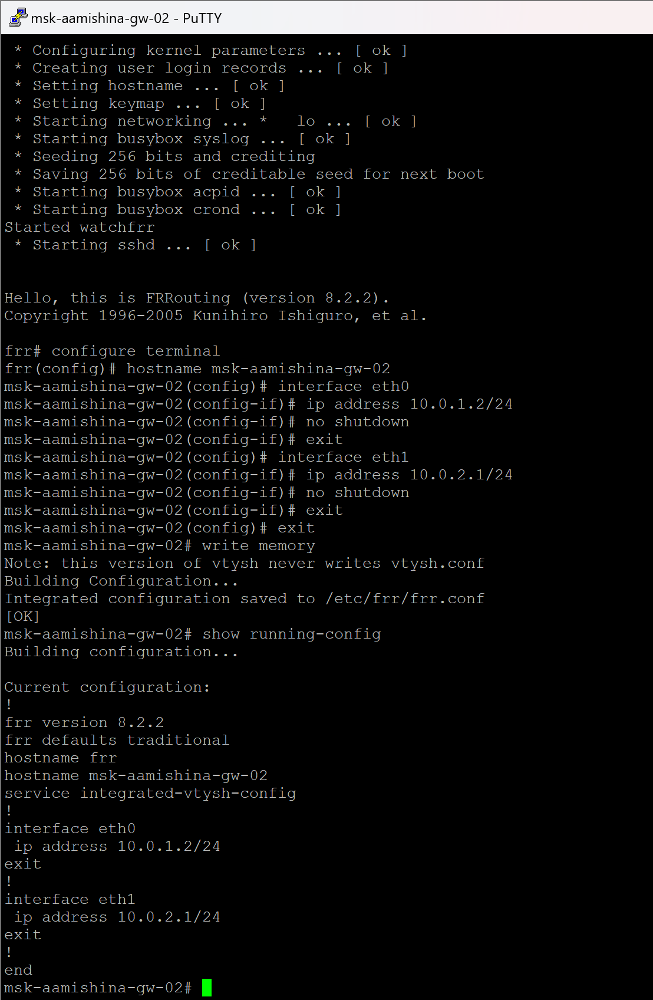 msk-aamishina-gw-02 - PuTTY
 * Configuring kernel parameters ... [ ok ]
 * Creating user login records ... [ ok ]
 * Setting hostname ... [ ok ]
 * Setting keymap ... [ ok ]
 * Starting networking ... *   lo ... [ ok ]
 * Starting busybox syslog ... [ ok ]
 * Seeding 256 bits and crediting
 * Saving 256 bits of creditable seed for next boot
 * Starting busybox acpid ... [ ok ]
 * Starting busybox crond ... [ ok ]
Started watchfrr
 * Starting sshd ... [ ok ]
Hello, this is FRRouting (version 8.2.2).
Copyright 1996-2005 Kunihiro Ishiguro, et al.
frr# configure terminal
frr(config)# hostname msk-aamishina-gw-02
msk-aamishina-gw-02(config)# interface eth0
msk-aamishina-gw-02(config-if)# ip address 10.0.1.2/24
msk-aamishina-gw-02(config-if)# no shutdown
msk-aamishina-gw-02(config-if)# exit
msk-aamishina-gw-02(config)# interface eth1
msk-aamishina-gw-02(config-if)# ip address 10.0.2.1/24
msk-aamishina-gw-02(config-if)# no shutdown
msk-aamishina-gw-02(config-if)# exit
msk-aamishina-gw-02(config)# exit
msk-aamishina-gw-02# write memory
Note: this version of vtysh never writes vtysh.conf
Building Configuration...
Integrated configuration saved to /etc/frr/frr.conf
[OK]
msk-aamishina-gw-02# show running-config
Building configuration...
Current configuration:
!
frr version 8.2.2
frr defaults traditional
hostname frr
hostname msk-aamishina-gw-02
service integrated-vtysh-config
!
interface eth0
 ip address 10.0.1.2/24
exit
!
interface eth1
 ip address 10.0.2.1/24
exit
!
end
msk-aamishina-gw-02#